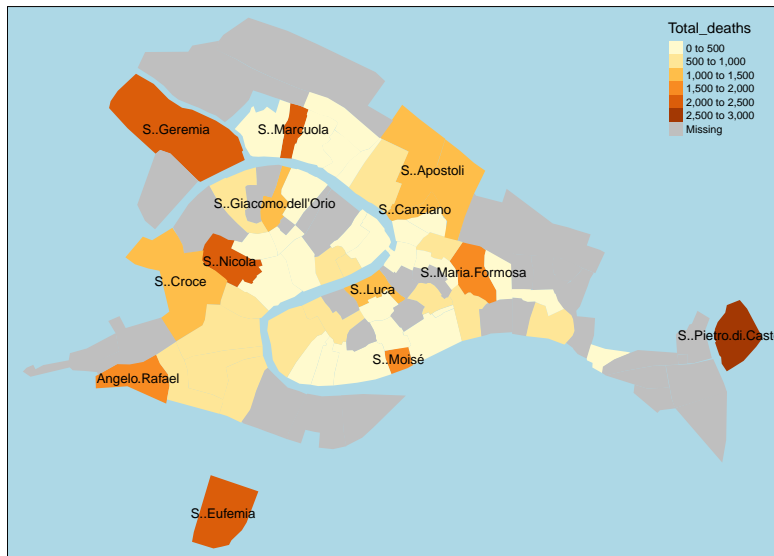 Total_deaths
0 to 500
500 to 1,000
1,000 to 1,500
1,500 to 2,000
2,000 to 2,500
2,500 to 3,000
Missing
S..Geremia
S..Marcuola
S..Apostoli
S..Giacomo.dell'Orio
S..Canziano
S..Nicola
S..Croce
S..Luca
S..Maria.Formosa
S..Pietro.di.Caste
S..Moisé
Angelo.Rafael
S..Eufemia